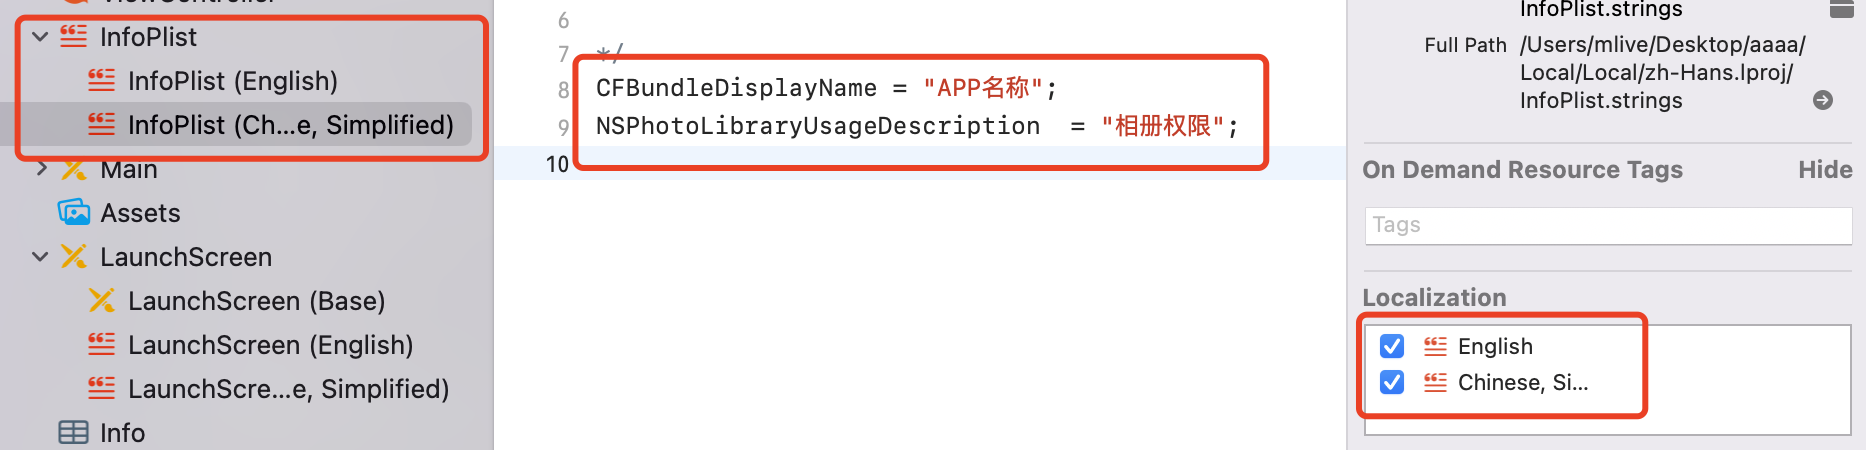 InfoPlist
InfoPlist (English)
InfoPlist (Ch...e, Simplified)
Main
Assets
LaunchScreen
LaunchScreen (Base)
LaunchScreen (English)
LaunchScre...e, Simplified)
Info
6
7 */
8 CFBundleDisplayName = "APP名称";
9 NSPhotoLibraryUsageDescription = "相册权限";
10
InfoPlist.strings
Full Path /Users/mlive/Desktop/aaaa/
Local/Local/zh-Hans.lproj/
InfoPlist.strings
On Demand Resource Tags Hide
Tags
Localization
English
Chinese, Si...